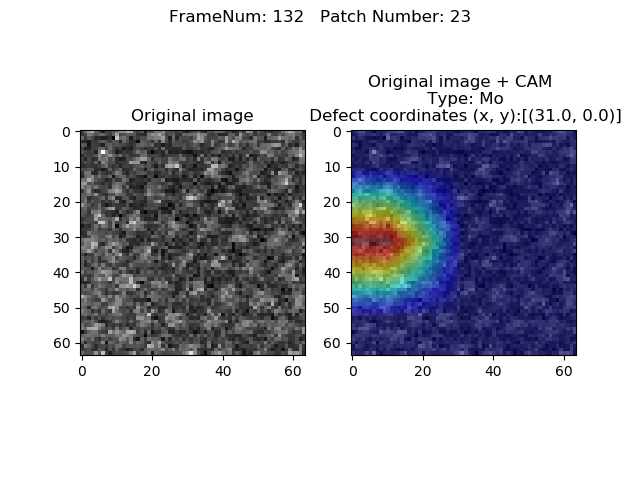 FrameNum: 132   Patch Number: 23
Original image
0
10
20
30
40
50
60
0 20 40 60
Original image + CAM
Type: Mo
Defect coordinates (x, y):[(31.0, 0.0)]
0
10
20
30
40
50
60
0 20 40 60